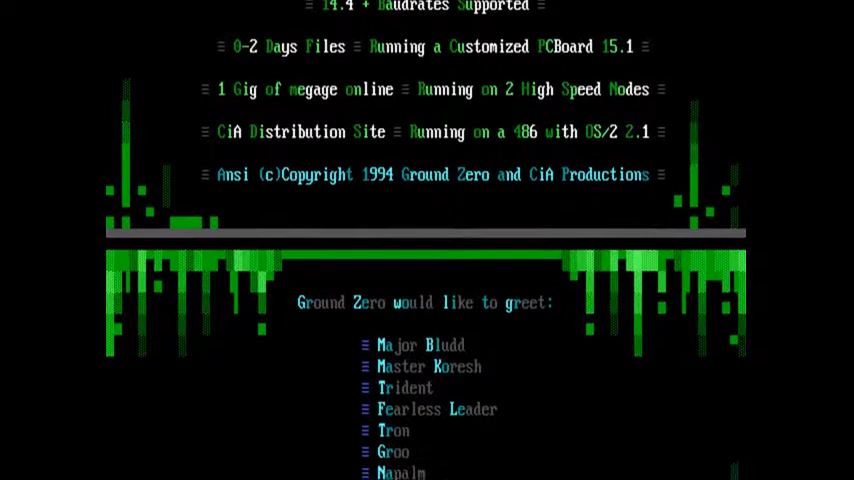 ≡ 14.4 + Baudrates Supported ≡
≡ 0-2 Days Files ≡ Running a Customized PCBoard 15.1 ≡
≡ 1 Gig of megage online ≡ Running on 2 High Speed Nodes ≡
≡ CiA Distribution Site ≡ Running on a 486 with OS/2 2.1 ≡
≡ Ansi (c)Copyright 1994 Ground Zero and CiA Productions ≡
Ground Zero would like to greet:
≡ Major Bludd
≡ Master Koresh
≡ Trident
≡ Fearless Leader
≡ Tron
≡ Groo
≡ Napalm